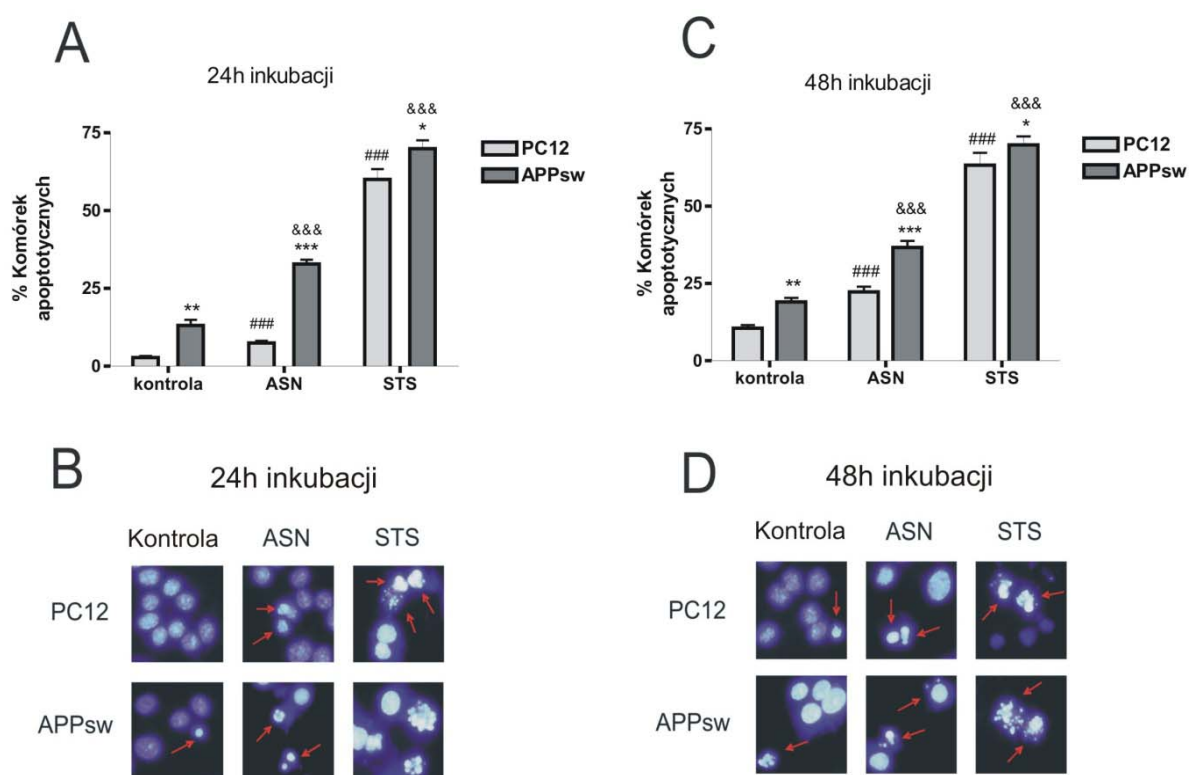 A
24h inkubacji
% Komórek
apoptotycznych
75
50
25
0
**
###
&&&
***
###
&&&
*
kontrola
ASN
STS
PC12
APPsw
C
48h inkubacji
% Komórek
apoptotycznych
75
50
25
0
**
###
&&&
***
###
&&&
*
kontrola
ASN
STS
PC12
APPsw
B
24h inkubacji
Kontrola ASN STS
PC12
APPsw
D
48h inkubacji
Kontrola ASN STS
PC12
APPsw